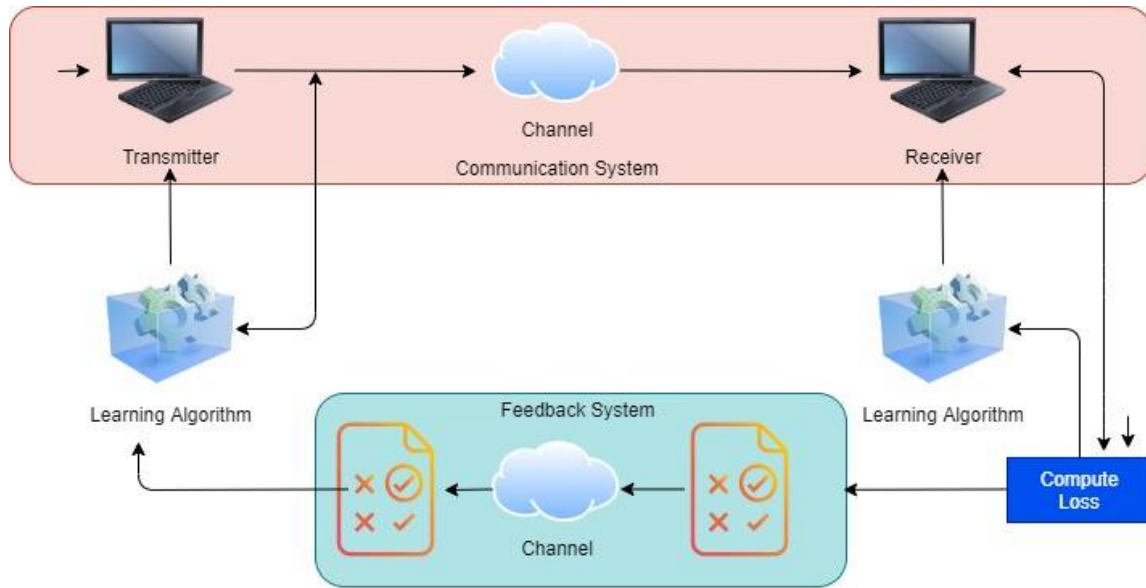 Channel
Transmitter
Receiver
Communication System
Learning Algorithm
Learning Algorithm
Feedback System
Compute
Loss
Channel